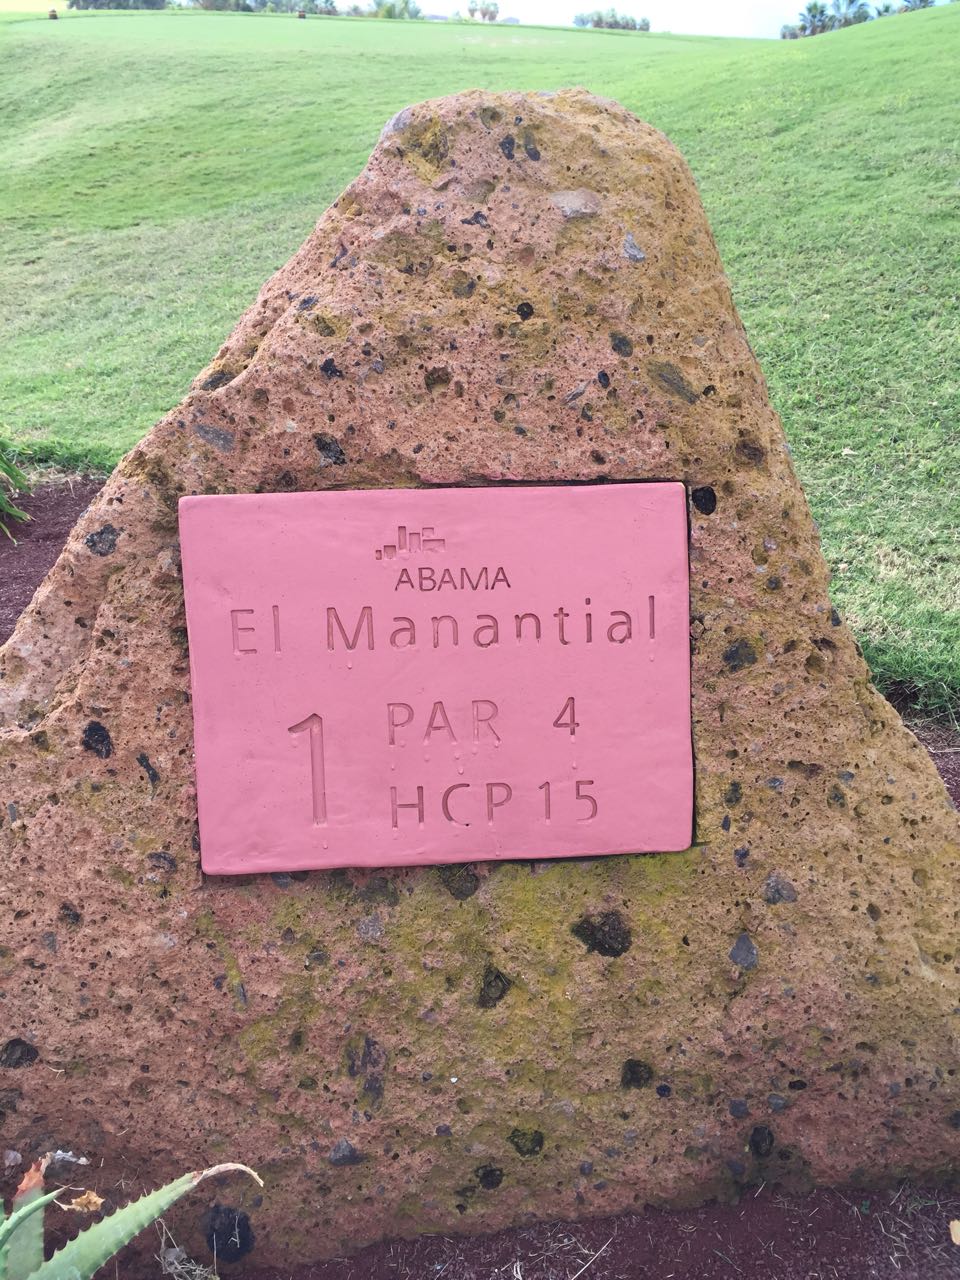 ABAMA
El Manantial
1 PAR 4
HCP 15